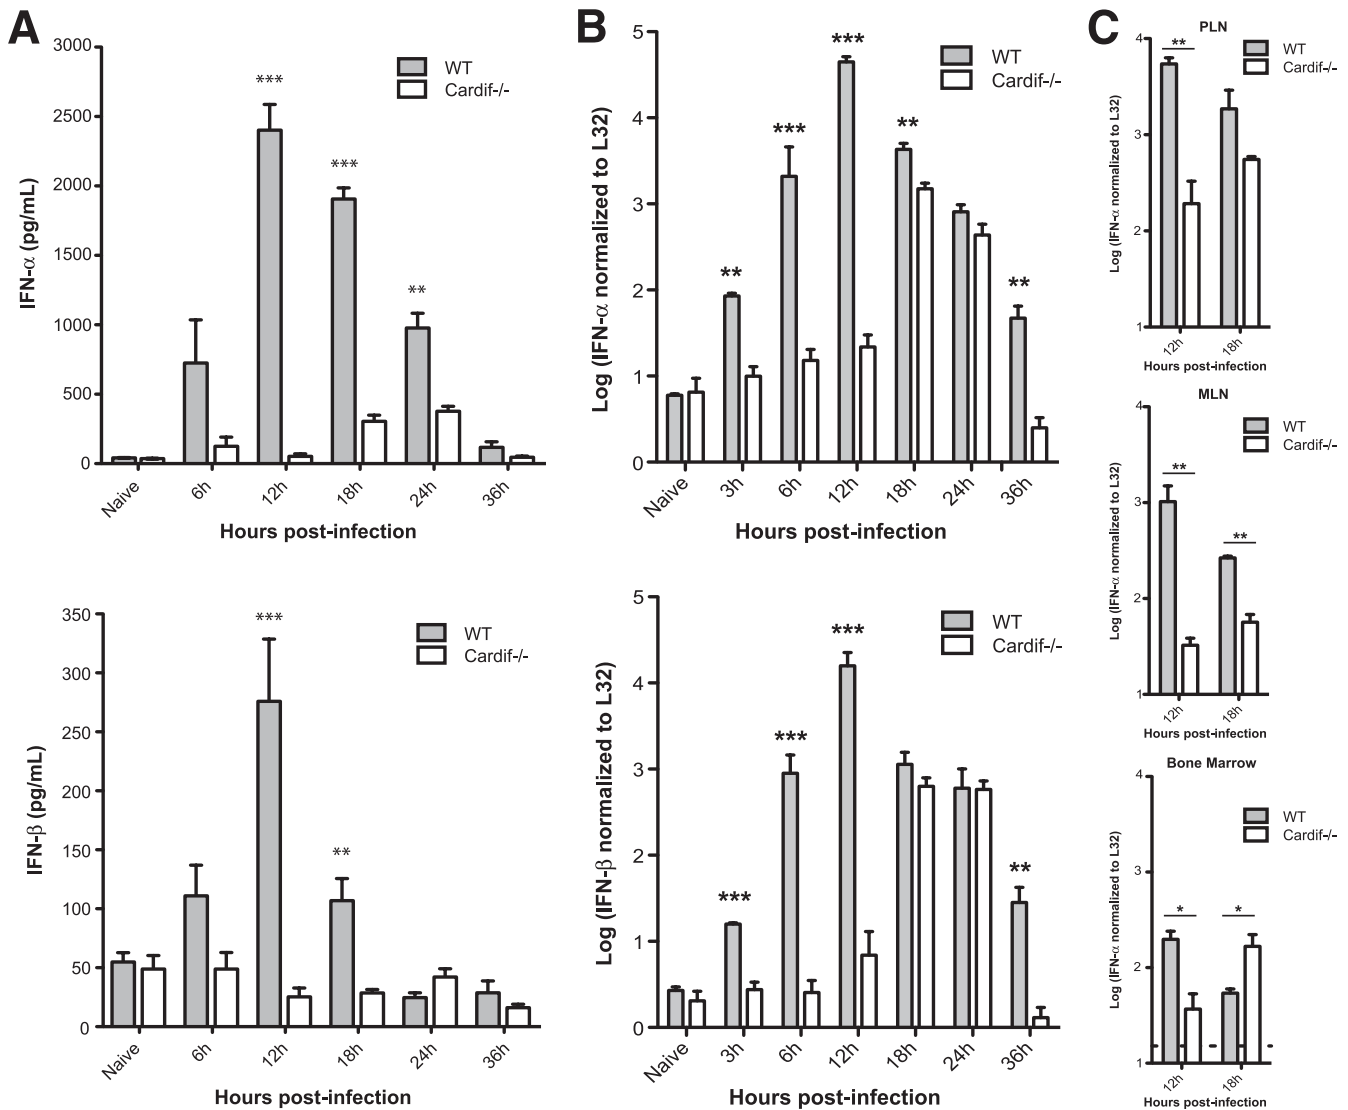 A
3000
2500
2000
1500
1000
500
0
IFN-α (pg/mL)
***
***
**
WT
Cardif-/-
Naive
6h
12h
18h
24h
36h
Hours post-infection
350
300
250
200
150
100
50
0
IFN-β (pg/mL)
***
**
WT
Cardif-/-
Naive
6h
12h
18h
24h
36h
Hours post-infection
B
5
4
3
2
1
0
Log (IFN-α normalized to L32)
**
***
***
**
**
WT
Cardif-/-
Naive
3h
6h
12h
18h
24h
36h
Hours post-infection
5
4
3
2
1
0
Log (IFN-β normalized to L32)
***
***
***
**
WT
Cardif-/-
Naive
3h
6h
12h
18h
24h
36h
Hours post-infection
C
PLN
4
3
2
1
Log (IFN-α normalized to L32)
**
WT
Cardif-/-
12h
18h
Hours post-infection
MLN
4
3
2
1
Log (IFN-α normalized to L32)
**
**
WT
Cardif-/-
12h
18h
Hours post-infection
Bone Marrow
4
3
2
1
Log (IFN-α normalized to L32)
*
*
WT
Cardif-/-
12h
18h
Hours post-infection